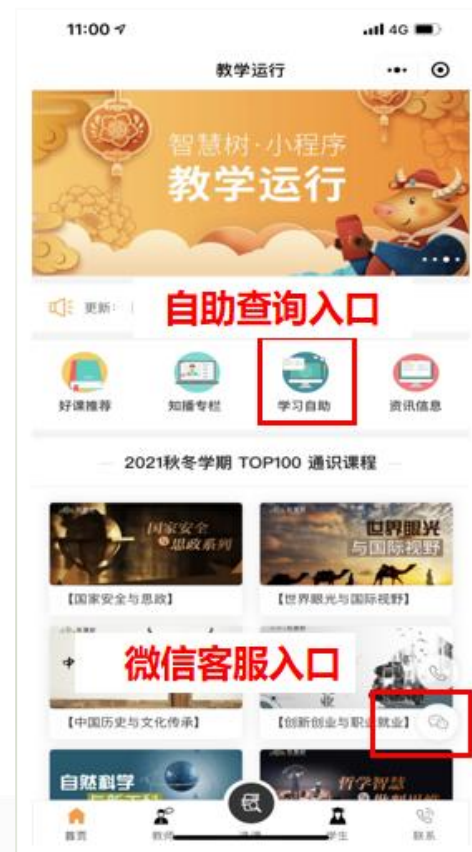 11:00
4G
教学运行
智慧树·小程序
教学运行
更新:
自助查询入口
好课推荐
知播专栏
学习自助
资讯信息
2021秋冬学期 TOP100 通识课程
国家安全
与思政系列
世界眼光
与国际视野
【国家安全与思政】
【世界眼光与国际视野】
中
微信客服入口
业
【中国历史与文化传承】
【创新创业与职业就业】
自然科学
哲学智慧
首页
教师
学生
联系